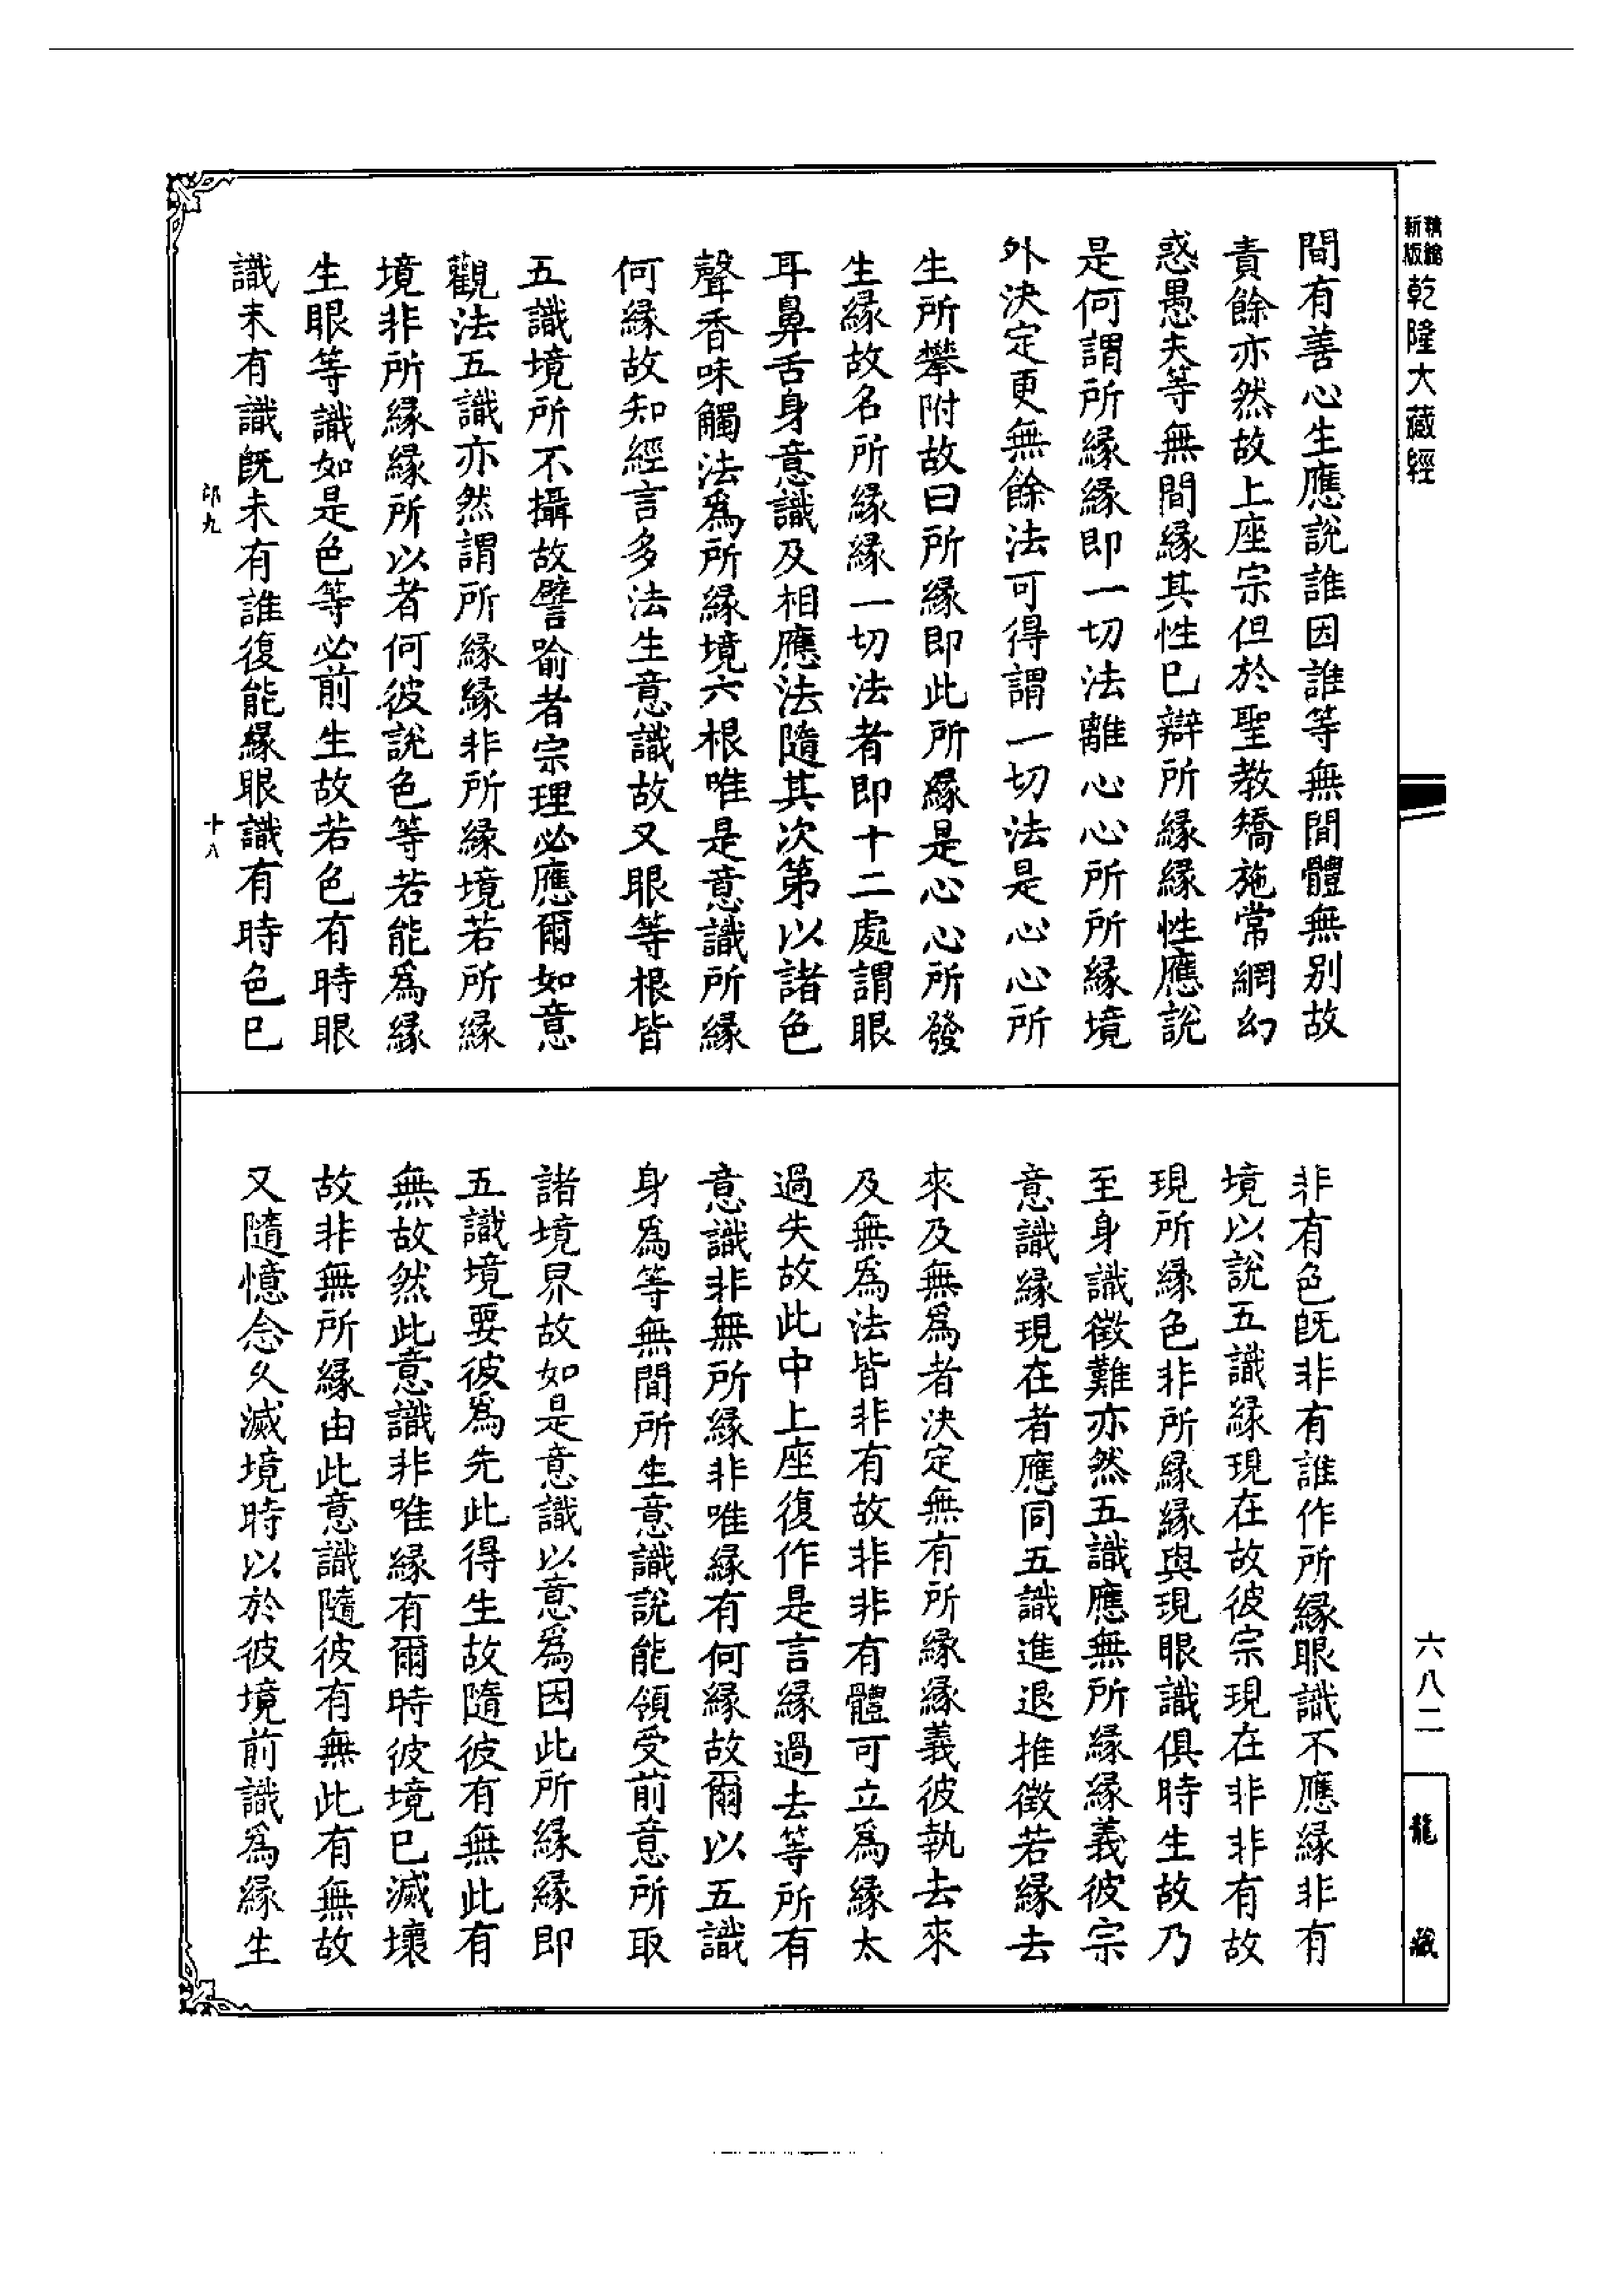 新版精縮乾隆大藏經
間有善心生應說誰因誰等無間體無別故
責餘亦然故上座宗但於聖教矯施常網幻
惑愚夫等無間緣其性已辯所緣緣性應說
是何謂所緣緣即一切法離心心所所緣境
外決定更無餘法可得謂一切法是心心所
生所攀附故曰所緣即此所緣是心心所發
生緣故名所緣緣一切法者即十二處謂眼
耳鼻舌身意識及相應法隨其次第以諸色
聲香味觸法為所緣境六根唯是意識所緣
何緣故知經言多法生意識故又眼等根皆
五識境所不攝故譬喻者宗理必應爾如意
觀法五識亦然謂所緣緣非所緣境若所緣
境非所緣緣所以者何彼說色等若能為緣
生眼等識如是色等必前生故若色有時眼
識未有識既未有誰復能緣眼識有時色已
邙九
十八
非有色既非有誰作所緣眼識不應緣非有
境以說五識緣現在故彼宗現在非非有故
現所緣色非所緣緣與現眼識俱時生故乃
至身識徵難亦然五識應無所緣緣義彼宗
意識緣現在者應同五識進退推徵若緣去
來及無為者決定無有所緣緣義彼執去來
及無為法皆非有故非非有體可立為緣太
過失故此中上座復作是言緣過去等所有
意識非無所緣非唯緣有何緣故爾以五識
身為等無間所生意識說能領受前意所取
諸境界故如是意識以意為因此所緣緣即
五識境要彼為先此得生故隨彼有無此有
無故然此意識非唯緣有爾時彼境已滅壞
故非無所緣由此意識隨彼有無此有無故
又隨憶念久滅境時以於彼境前識為緣生
六八二
龍藏